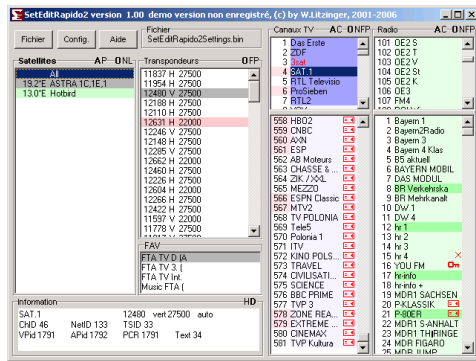 SetEditRapido2 version 1.00 demo version non enregistré, (c) by W.Litzinger, 2001-2006
Fichier
Config.
Aide
Fichier
SetEditRapido2Settings.bin
Satellites AP ONL
All
19.2°E ASTRA 1C,1E,1
13.0°E Hotbird
Transpondeurs OFP
11837 H 27500
11954 H 27500
12480 V 27500
12188 H 27500
12110 H 27500
12631 H 22000
12246 V 27500
12148 H 27500
12285 V 27500
12662 H 22000
12460 H 27500
12226 H 27500
12604 H 22000
12266 H 27500
12422 H 27500
11597 V 22000
11778 V 27500
FAV
FTA TV D (A
FTA TV 3. (
FTA TV Int.
Music FTA (
Information HD
SAT.1 12480 vert 27500 auto
ChID 46 NetID 133 TSID 33
VPid 1791 APid 1792 PCR 1791 Text 34
Canaux TV AC ONFP
1 Das Erste
2 ZDF
3 3sat
4 SAT.1
5 RTL Televisio
6 ProSieben
7 RTL2
558 HBO2
559 CNBC
560 AXN
561 ESP
562 AB Moteurs
563 CHASSE & ...
564 ZIK /XXL
565 MEZZO
566 ESPN Classic
567 MTV2
568 TV POLONIA
569 Tele5
570 Polonia 1
571 ITV
572 KINO POLS...
573 TRAVEL
574 CIVILISATI...
575 SCIENCE
576 BBC PRIME
577 TVP 3
578 ZONE REA...
579 EXTREME ...
580 CINEMAX
581 TVP Kultura
Radio AC ONFP
101 OE2 S
102 OE2 T
103 OE2 V
104 OE2 St
105 OE2 K
106 OE3
107 FM4
1 Bayern 1
2 Bayern2Radio
3 Bayern 3
4 Bayern 4 Klas
5 B5 aktuell
6 BAYERN MOBIL
7 DAS MODUL
8 BR Verkehrska
9 BR Mehrkanalt
10 DW 1
11 DW 4
12 hr 1
13 hr 2
14 hr 3
15 hr 4
16 YOU FM
17 hr-info
18 hr-info +
19 MDR1 SACHSEN
20 P-KLASSIK
21 P-80ER
22 MDR1 S-ANHALT
23 MDR1 THÜRINGE
24 MDR FIGARO
25 MDR JUMP